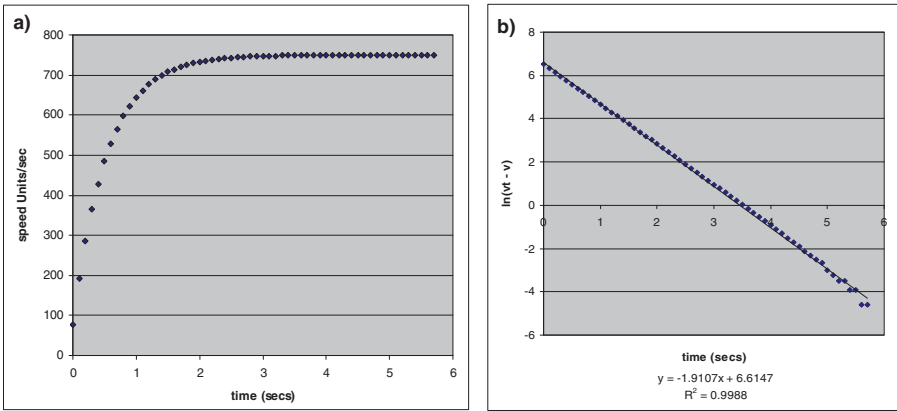 a)
800
700
600
500
400
300
200
100
0
speed Units/sec
0 1 2 3 4 5 6
time (secs)
b)
8
6
4
2
0
-2
-4
-6
ln(vt - v)
0 1 2 3 4 5 6
time (secs)
y = -1.9107x + 6.6147
R² = 0.9988